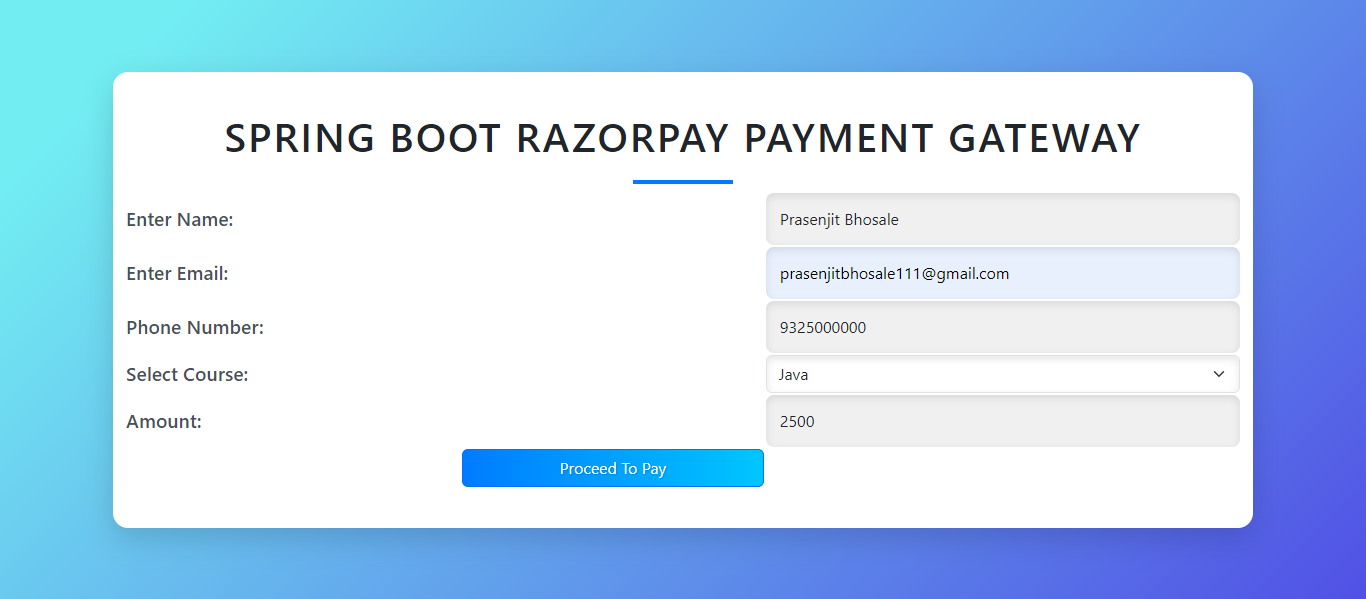 SPRING BOOT RAZORPAY PAYMENT GATEWAY
Enter Name: Prasenjit Bhosale
Enter Email: prasenjitbhosale111@gmail.com
Phone Number: 9325000000
Select Course: Java
Amount: 2500
Proceed To Pay